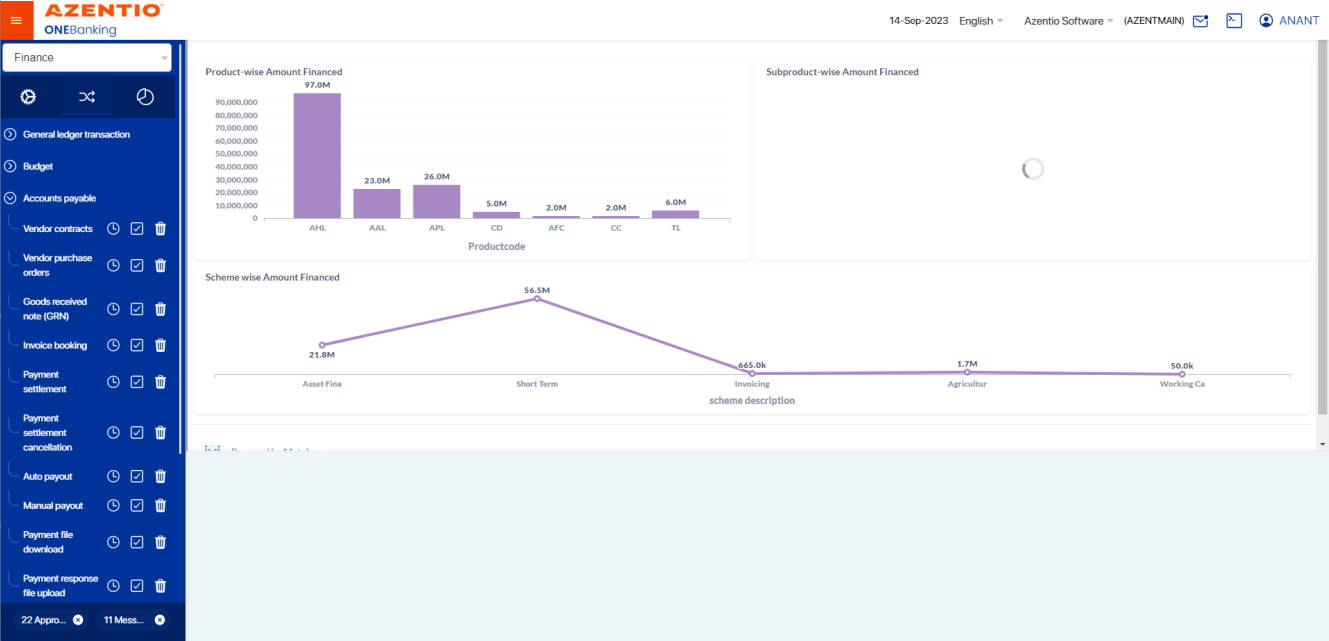 AZENTIO
ONEBanking
14-Sep-2023 English Azentio Software (AZENTMAIN) ANANT
Finance
General ledger transaction
Budget
Accounts payable
Vendor contracts
Vendor purchase
orders
Goods received
note (GRN)
Invoice booking
Payment
settlement
Payment
settlement
cancellation
Auto payout
Manual payout
Payment file
download
Payment response
file upload
22 Appro...
11 Mess...
Product-wise Amount Financed
97.0M
90,000,000
80,000,000
70,000,000
60,000,000
50,000,000
40,000,000
30,000,000
20,000,000
10,000,000
0
23.0M
26.0M
5.0M
2.0M
2.0M
6.0M
AHL AAL APL CD AFC CC TL
Productcode
Subproduct-wise Amount Financed
Scheme wise Amount Financed
56.5M
21.8M
665.0k
1.7M
50.0k
Asset Fina Short Term Invoicing Agricultur Working Ca
scheme description